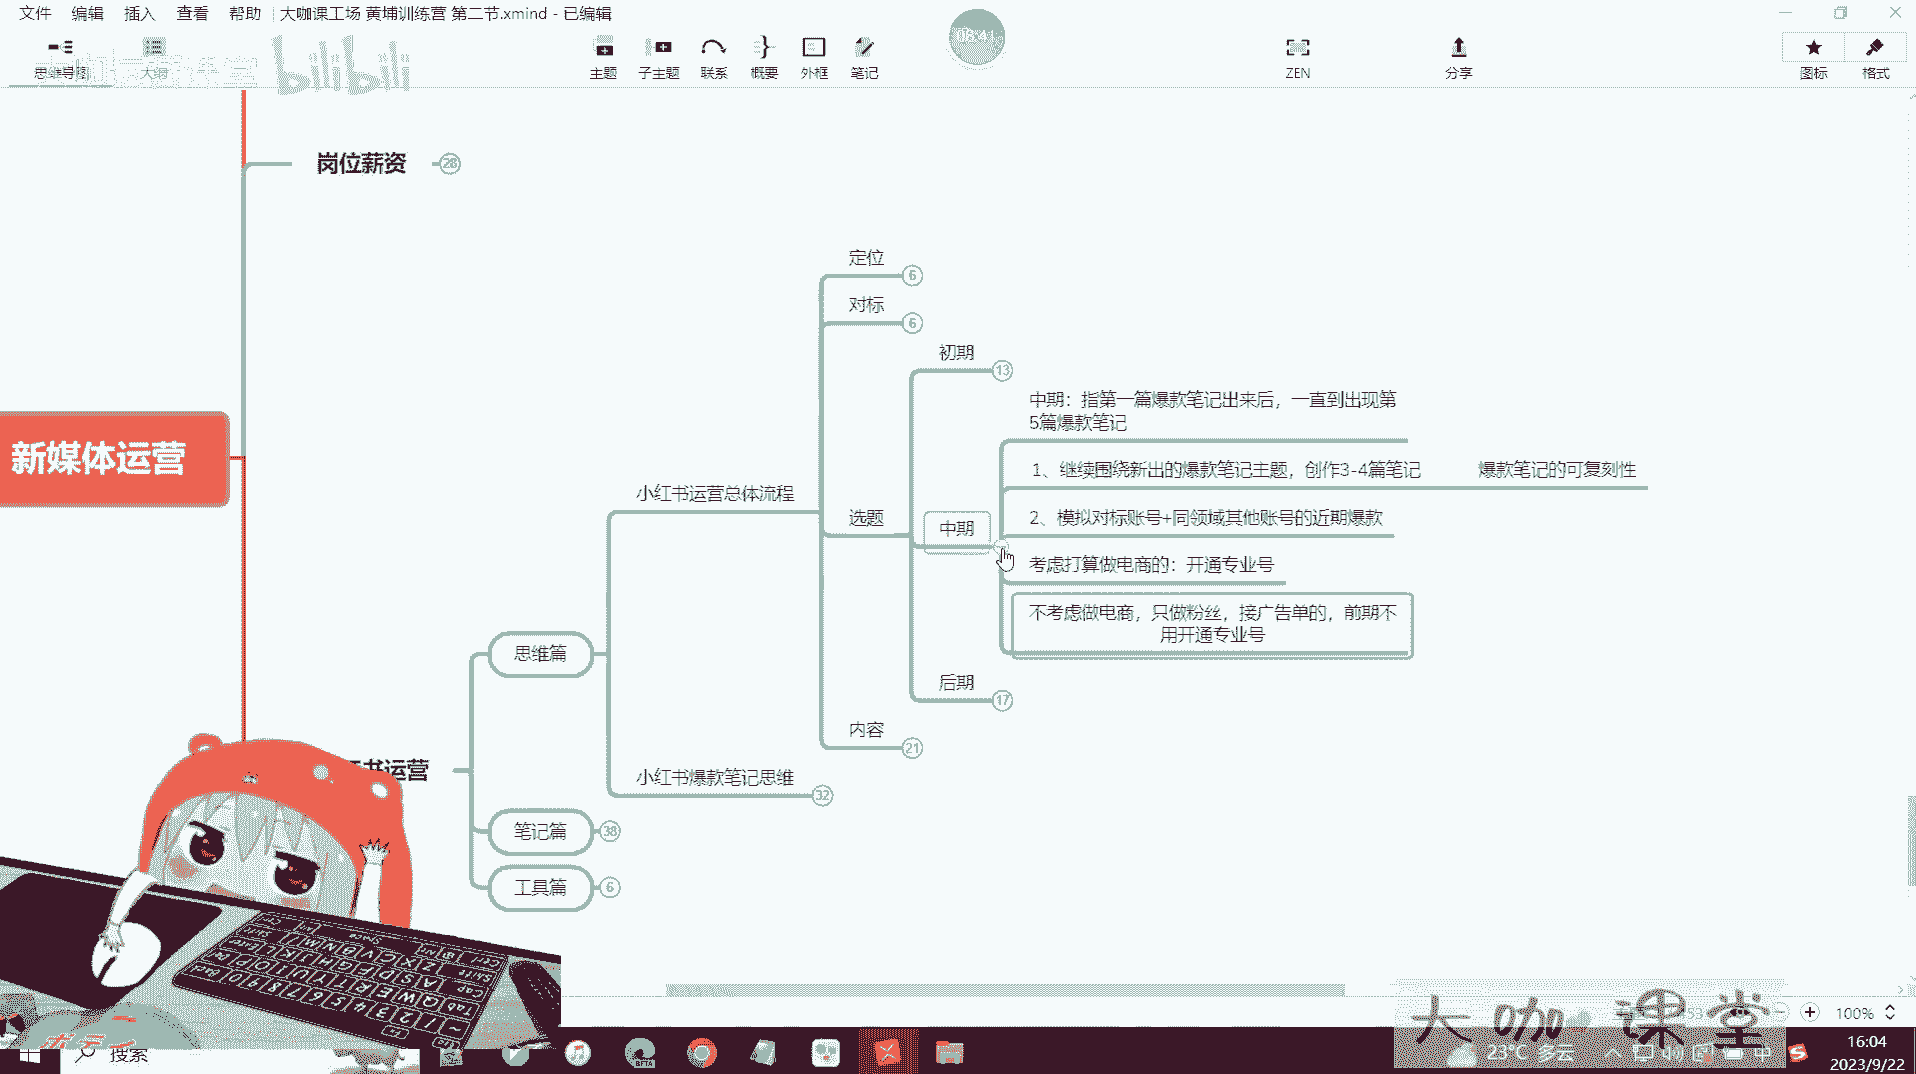 文件 编辑 插入 查看 帮助 大咖课工场 黄埔训练营 第二节.xmind - 已编辑
思维导图 大纲 主题 子主题 联系 概要 外框 笔记 ZEN 分享 图标 格式
bilibili
岗位薪资 28
定位 6
对标 6
初期 13
中期：指第一篇爆款笔记出来后，一直到出现第
5篇爆款笔记
1、继续围绕新出的爆款笔记主题，创作3-4篇笔记 爆款笔记的可复刻性
新媒体运营
小红书运营总体流程
选题
中期
2、模拟对标账号+同领域其他账号的近期爆款
考虑打算做电商的：开通专业号
不考虑做电商，只做粉丝，接广告单的，前期不
用开通专业号
思维篇
后期 17
内容 21
书运营
小红书爆款笔记思维 32
笔记篇 38
工具篇 6
大咖课堂
100%
搜索
23°C 多云
中
16:04
2023/9/22